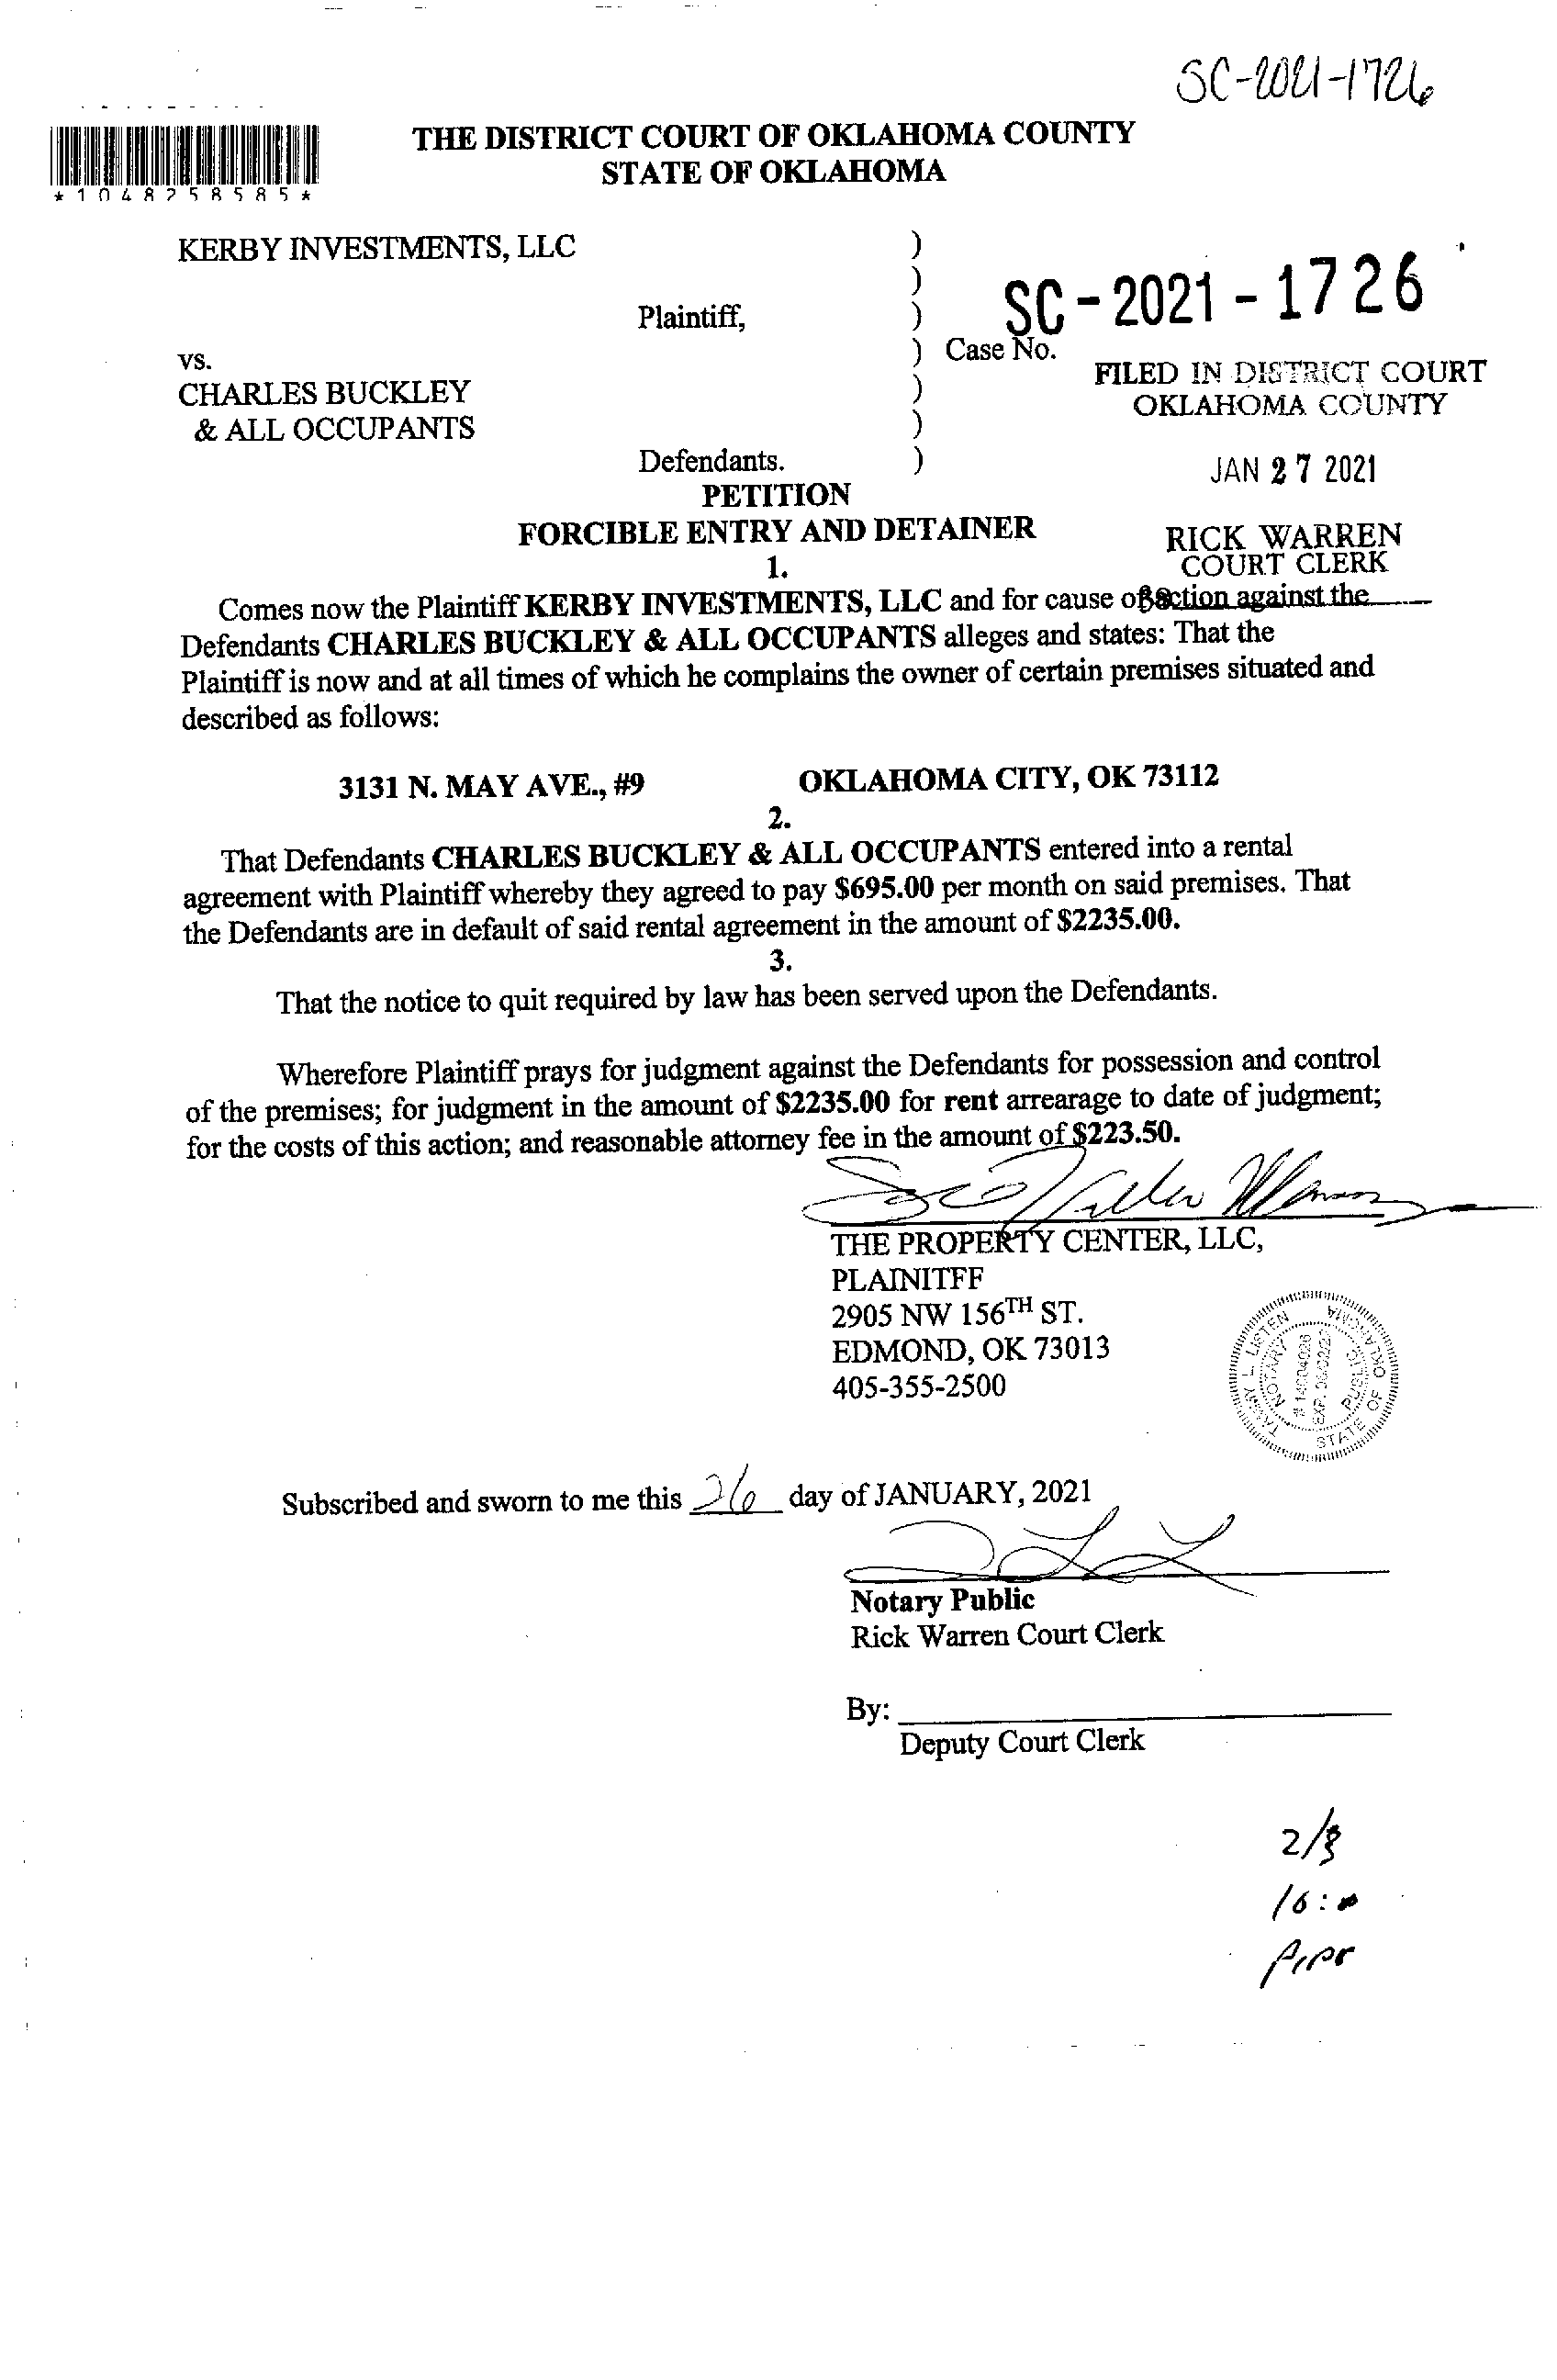 SC-2021-1726
THE DISTRICT COURT OF OKLAHOMA COUNTY
STATE OF OKLAHOMA
*1048258585*
KERBY INVESTMENTS, LLC )
)
Plaintiff, ) SC-2021-1726
vs. ) Case No.
CHARLES BUCKLEY )
& ALL OCCUPANTS )
Defendants. )
FILED IN DISTRICT COURT
OKLAHOMA COUNTY
JAN 27 2021
RICK WARREN
COURT CLERK
PETITION
FORCIBLE ENTRY AND DETAINER
1.
Comes now the Plaintiff KERBY INVESTMENTS, LLC and for cause of action against the
Defendants CHARLES BUCKLEY & ALL OCCUPANTS alleges and states: That the
Plaintiff is now and at all times of which he complains the owner of certain premises situated and
described as follows:
3131 N. MAY AVE., #9 OKLAHOMA CITY, OK 73112
2.
That Defendants CHARLES BUCKLEY & ALL OCCUPANTS entered into a rental
agreement with Plaintiff whereby they agreed to pay $695.00 per month on said premises. That
the Defendants are in default of said rental agreement in the amount of $2235.00.
3.
That the notice to quit required by law has been served upon the Defendants.
Wherefore Plaintiff prays for judgment against the Defendants for possession and control
of the premises; for judgment in the amount of $2235.00 for rent arrearage to date of judgment;
for the costs of this action; and reasonable attorney fee in the amount of $223.50.
THE PROPERTY CENTER, LLC,
PLAINITFF
2905 NW 156TH ST.
EDMOND, OK 73013
405-355-2500
TAMMY L. LISTEN
NOTARY PUBLIC
STATE OF OKLAHOMA
Subscribed and sworn to me this 26 day of JANUARY, 2021
Notary Public
Rick Warren Court Clerk
By:
Deputy Court Clerk